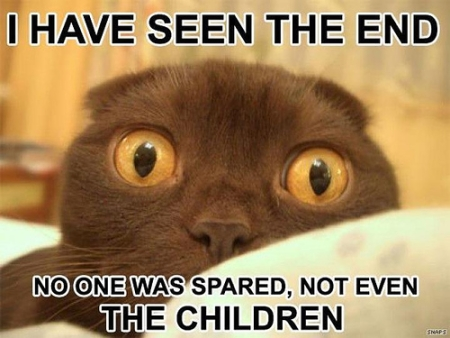 I HAVE SEEN THE END
NO ONE WAS SPARED, NOT EVEN
THE CHILDREN